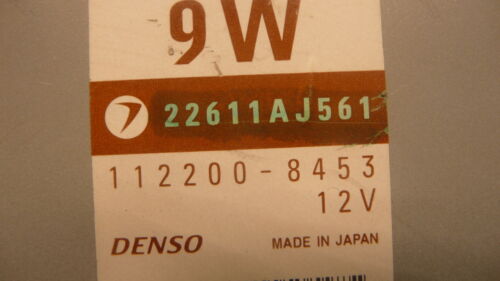 9W
22611AJ561
112200-8453
12V
DENSO MADE IN JAPAN